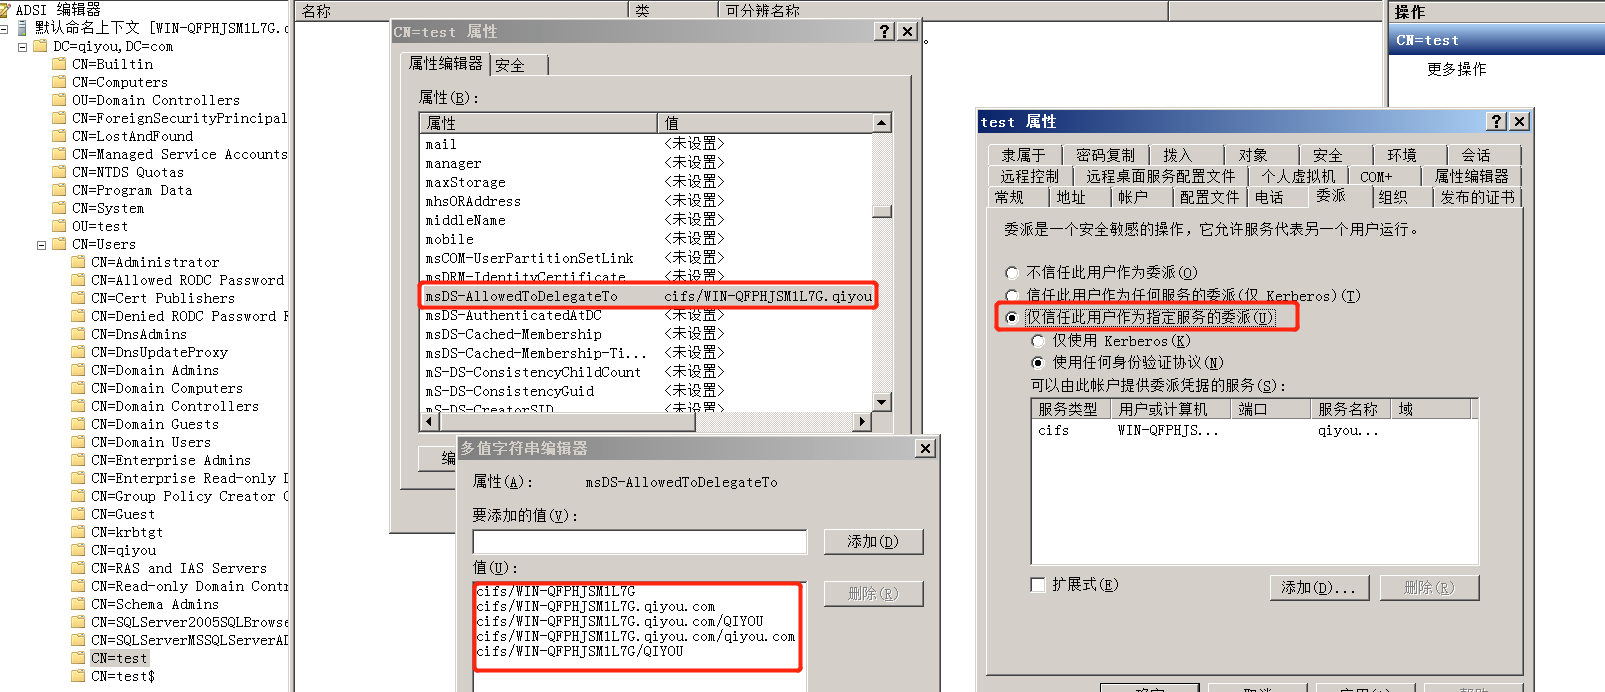 ADSI 编辑器
默认命名上下文 [WIN-QFPHJSM1L7G.
DC=qiyou,DC=com
CN=Builtin
CN=Computers
OU=Domain Controllers
CN=ForeignSecurityPrincipal
CN=LostAndFound
CN=Managed Service Accounts
CN=NTDS Quotas
CN=Program Data
CN=System
OU=test
CN=Users
CN=Administrator
CN=Allowed RODC Password
CN=Cert Publishers
CN=Denied RODC Password R
CN=DnsAdmins
CN=DnsUpdateProxy
CN=Domain Admins
CN=Domain Computers
CN=Domain Controllers
CN=Domain Guests
CN=Domain Users
CN=Enterprise Admins
CN=Enterprise Read-only D
CN=Group Policy Creator O
CN=Guest
CN=krbtgt
CN=qiyou
CN=RAS and IAS Servers
CN=Read-only Domain Contr
CN=Schema Admins
CN=SQLServer2005SQLBrowse
CN=SQLServerMSSQLServerAD
CN=test
CN=test$
名称 类 可分辨名称
CN=test 属性
属性编辑器 安全
属性(R):
属性 值
mail <未设置>
manager <未设置>
maxStorage <未设置>
mhsORAddress <未设置>
middleName <未设置>
mobile <未设置>
msCOM-UserPartitionSetLink <未设置>
msDRM-IdentityCertificate <未设置>
msDS-AllowedToDelegateTo cifs/WIN-QFPHJSM1L7G.qiyou
msDS-AuthenticatedAtDC <未设置>
msDS-Cached-Membership <未设置>
msDS-Cached-Membership-Ti... <未设置>
mS-DS-ConsistencyChildCount <未设置>
mS-DS-ConsistencyGuid <未设置>
mS-DS-CreatorSID <未设置>
编
多值字符串编辑器
属性(A): msDS-AllowedToDelegateTo
要添加的值(V):
添加(D)
值(U):
删除(R)
cifs/WIN-QFPHJSM1L7G
cifs/WIN-QFPHJSM1L7G.qiyou.com
cifs/WIN-QFPHJSM1L7G.qiyou.com/QIYOU
cifs/WIN-QFPHJSM1L7G.qiyou.com/qiyou.com
cifs/WIN-QFPHJSM1L7G/QIYOU
操作
CN=test
更多操作
test 属性
隶属于 密码复制 拨入 对象 安全 环境 会话
远程控制 远程桌面服务配置文件 个人虚拟机 COM+ 属性编辑器
常规 地址 帐户 配置文件 电话 委派 组织 发布的证书
委派是一个安全敏感的操作，它允许服务代表另一个用户运行。
不信任此用户作为委派(O)
信任此用户作为任何服务的委派(仅 Kerberos)(T)
仅信任此用户作为指定服务的委派(U)
仅使用 Kerberos(K)
使用任何身份验证协议(N)
可以由此帐户提供委派凭据的服务(S):
服务类型 用户或计算机 端口 服务名称 域
cifs WIN-QFPHJS... qiyou...
扩展式(E)
添加(D)... 删除(R)
确定 取消 应用(A) 帮助